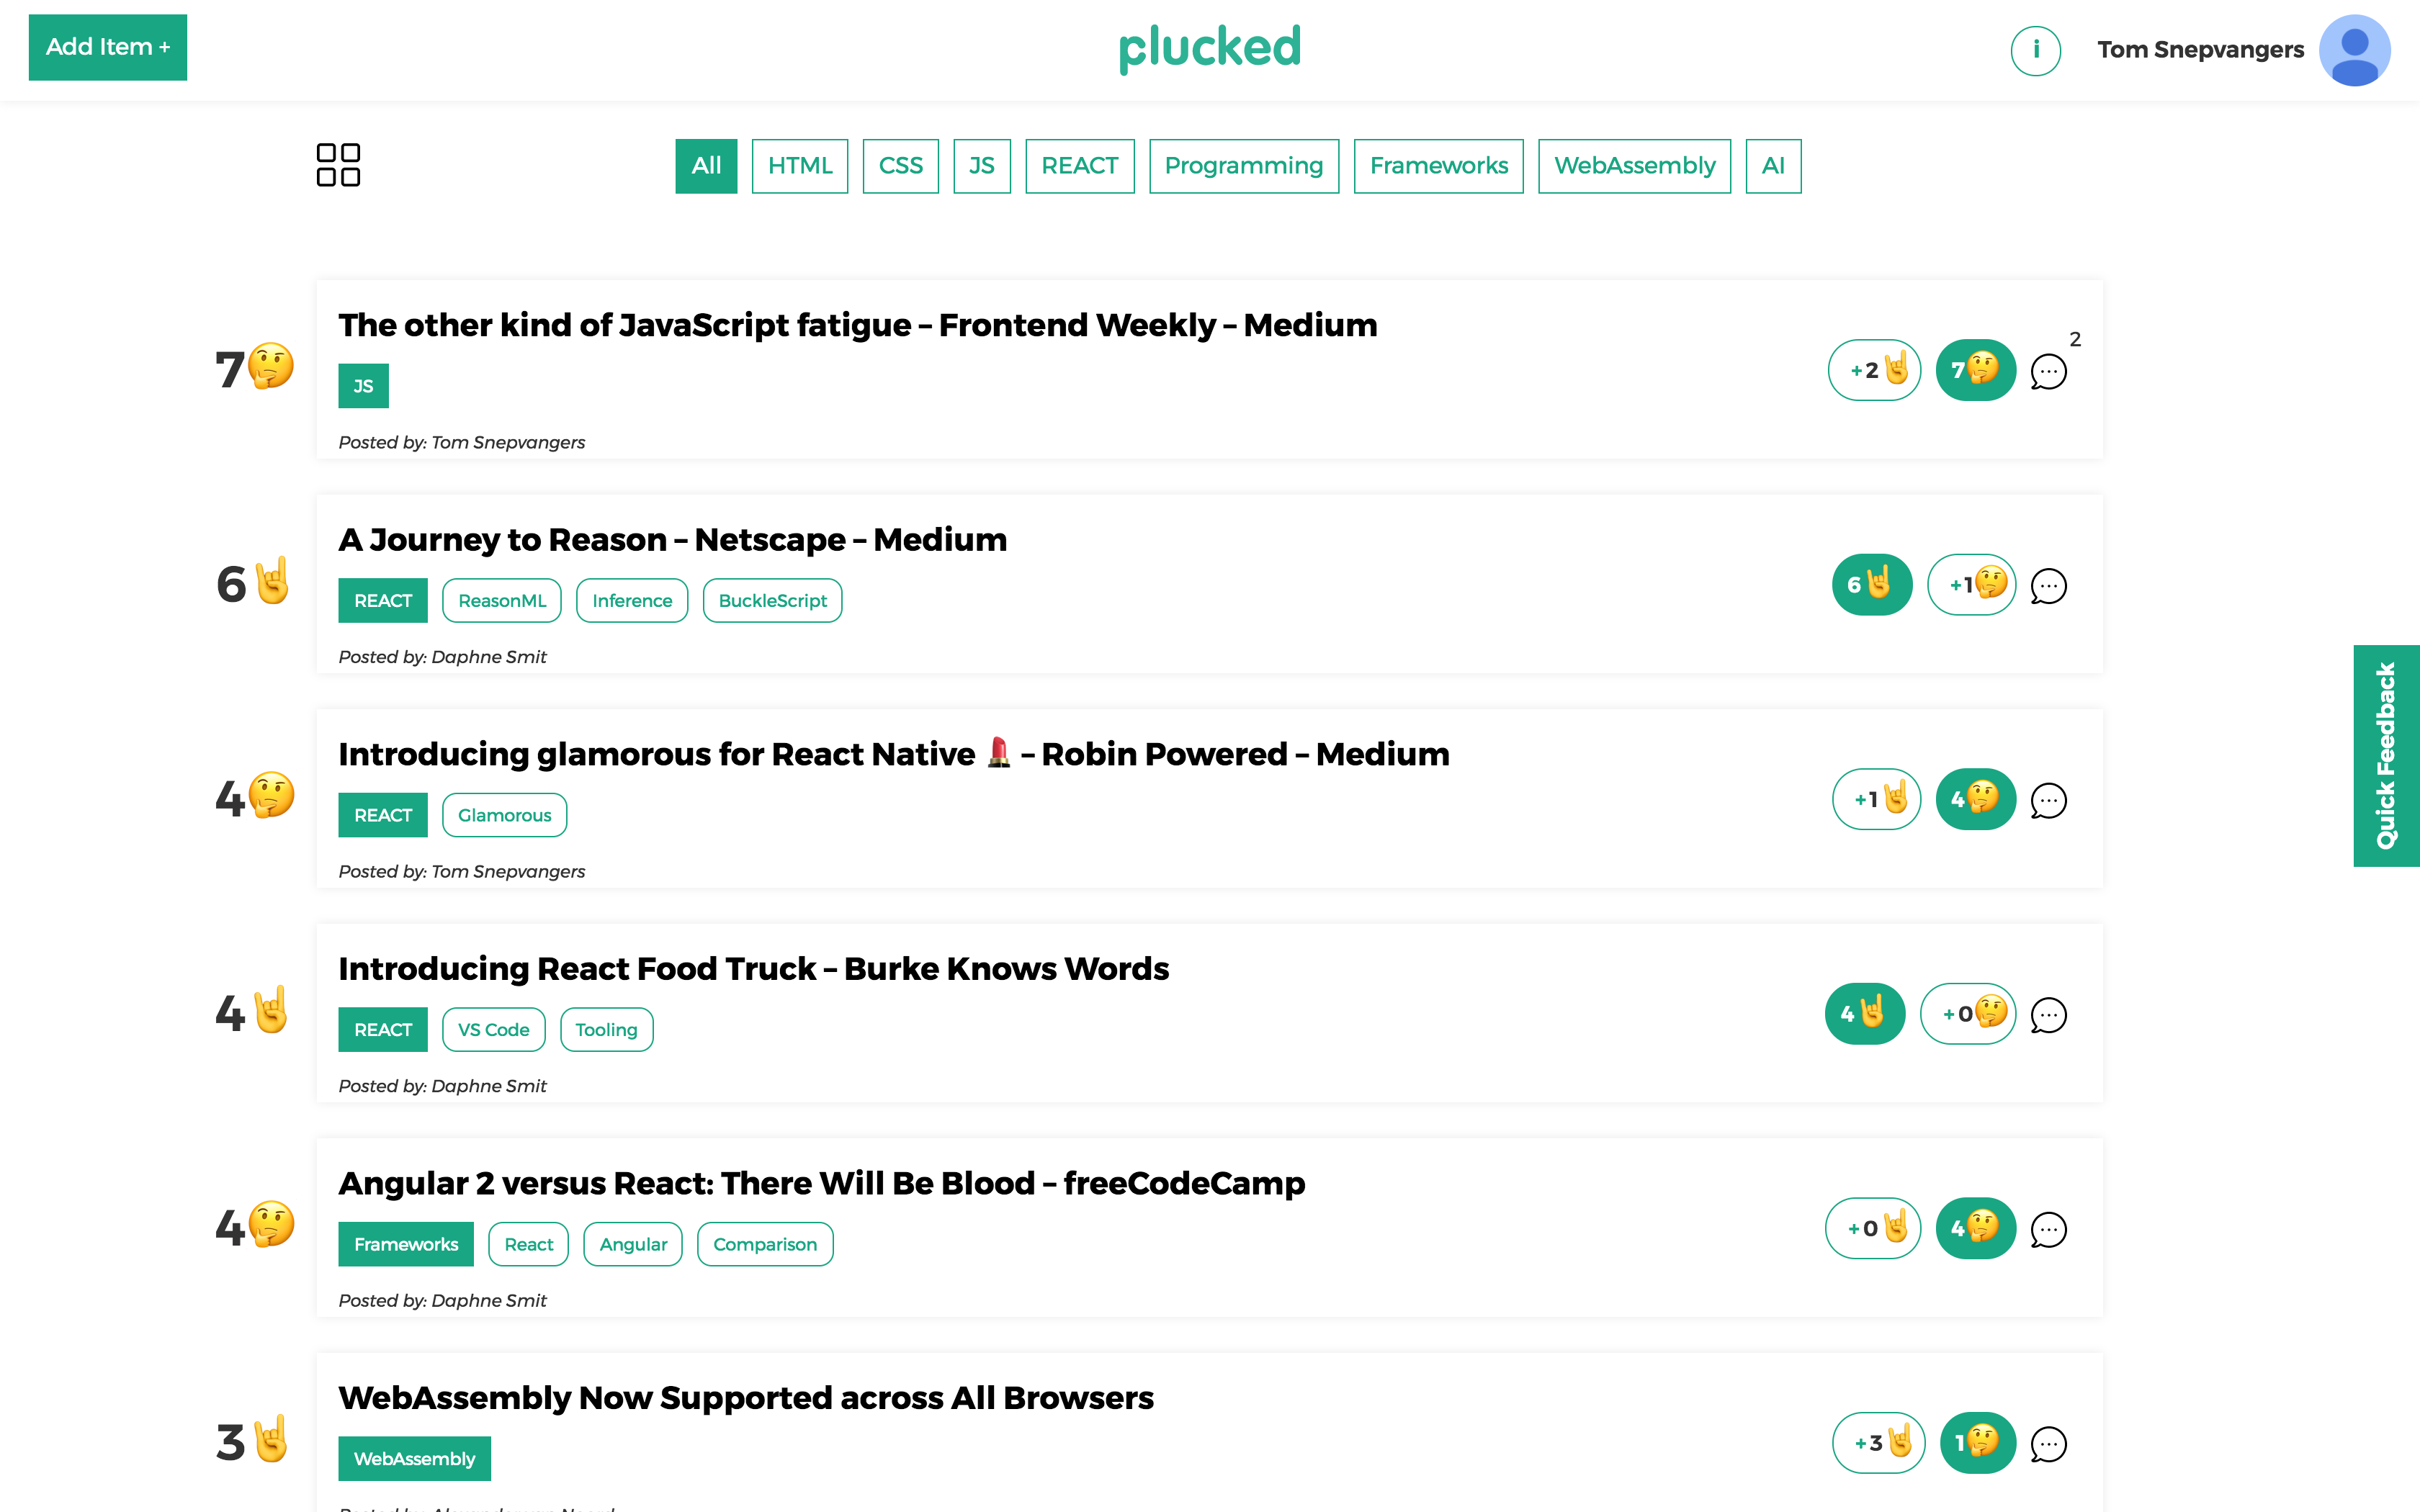 Add Item +
plucked
i
Tom Snepvangers
All HTML CSS JS REACT Programming Frameworks WebAssembly AI
7🤔
The other kind of JavaScript fatigue – Frontend Weekly – Medium
JS
Posted by: Tom Snepvangers
+2🤘 7🤔 2
6🤘
A Journey to Reason – Netscape – Medium
REACT ReasonML Inference BuckleScript
Posted by: Daphne Smit
6🤘 +1🤔
4🤔
Introducing glamorous for React Native 💄 – Robin Powered – Medium
REACT Glamorous
Posted by: Tom Snepvangers
+1🤘 4🤔
Quick Feedback
4🤘
Introducing React Food Truck – Burke Knows Words
REACT VS Code Tooling
Posted by: Daphne Smit
4🤘 +0🤔
4🤔
Angular 2 versus React: There Will Be Blood – freeCodeCamp
Frameworks React Angular Comparison
Posted by: Daphne Smit
+0🤘 4🤔
3🤘
WebAssembly Now Supported across All Browsers
WebAssembly
+3🤘 1🤔